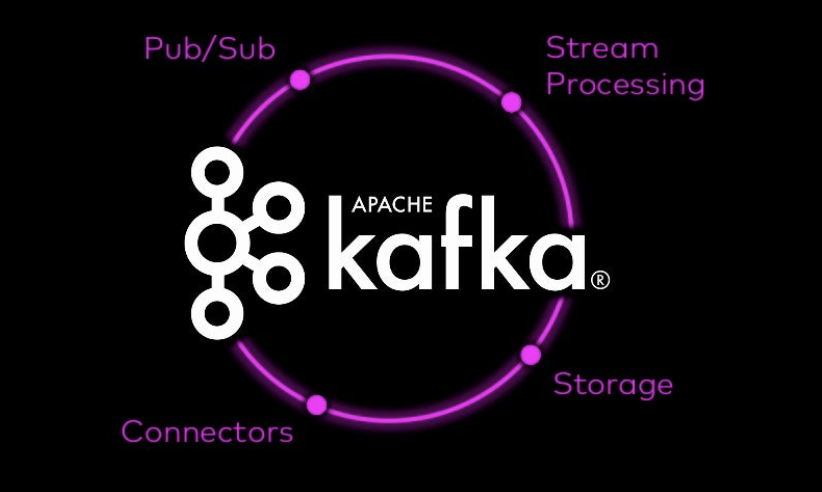 Pub/Sub
Stream
Processing
APACHE
kafka®
Storage
Connectors